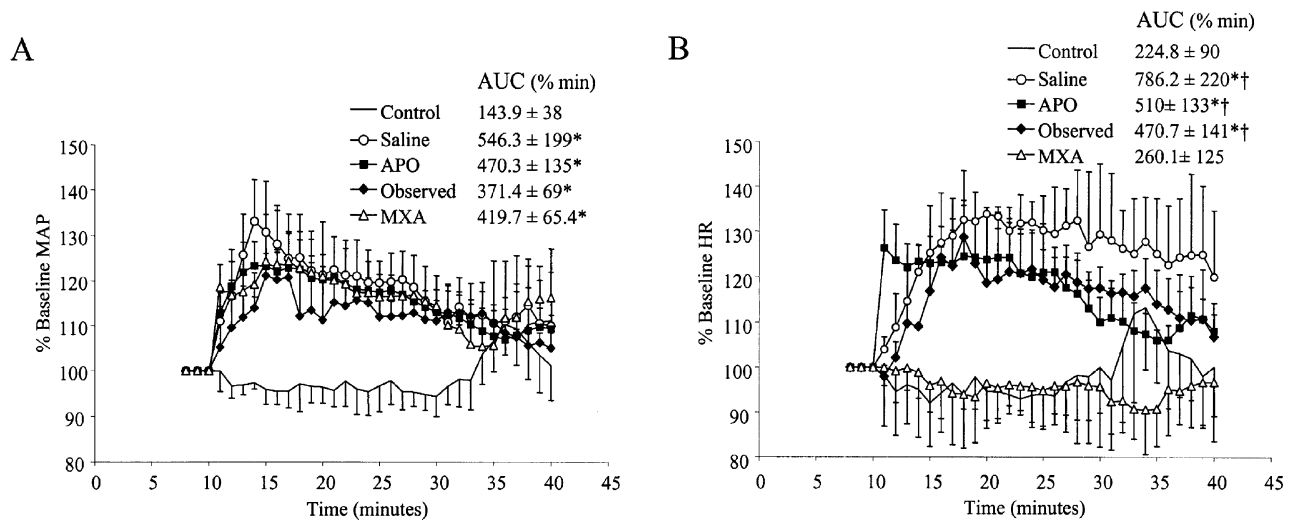 A
AUC (% min)
Control 143.9 ± 38
Saline 546.3 ± 199*
APO 470.3 ± 135*
Observed 371.4 ± 69*
MXA 419.7 ± 65.4*
% Baseline MAP
150
140
130
120
110
100
90
80
0 5 10 15 20 25 30 35 40 45
Time (minutes)
B
AUC (% min)
Control 224.8 ± 90
Saline 786.2 ± 220*†
APO 510± 133*†
Observed 470.7 ± 141*†
MXA 260.1± 125
% Baseline HR
150
140
130
120
110
100
90
80
0 5 10 15 20 25 30 35 40 45
Time (minutes)